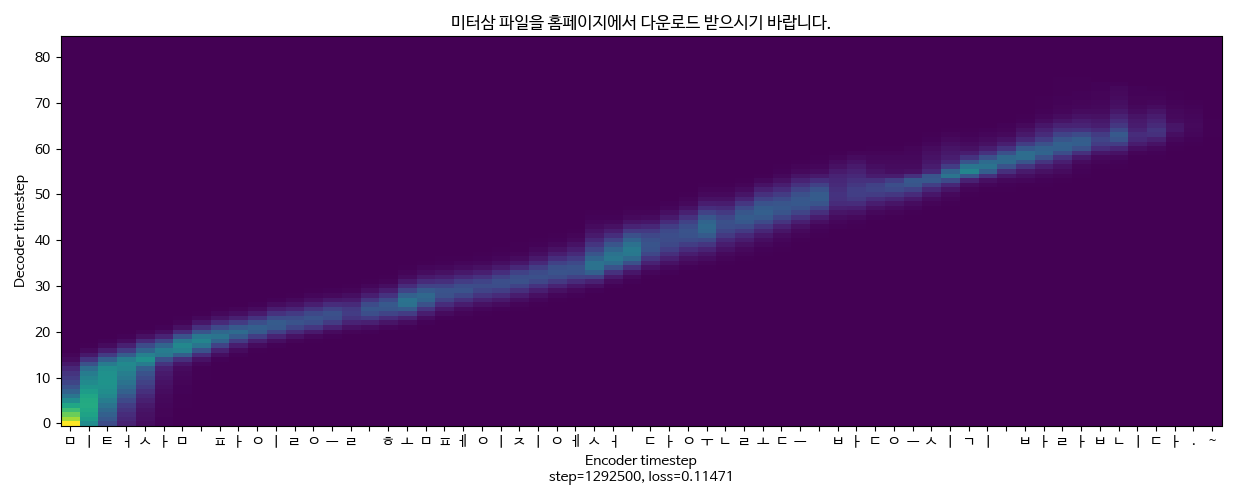 미터삼 파일을 홈페이지에서 다운로드 받으시기 바랍니다.
80
70
60
50
40
30
20
10
0
Decoder timestep
ㅁ ㅣ ㅌ ㅓ ㅅ ㅏ ㅁ   ㅍ ㅏ ㅇ ㅣ ㄹ ㅇ ㅡ ㄹ   ㅎ ㅗ ㅁ ㅍ ㅔ ㅇ ㅣ ㅈ ㅣ ㅇ ㅔ ㅅ ㅓ   ㄷ ㅏ ㅇ ㅜ ㄴ ㄹ ㅗ ㄷ ㅡ   ㅂ ㅏ ㄷ ㅇ ㅡ ㅅ ㅣ ㄱ ㅣ   ㅂ ㅏ ㄹ ㅏ ㅂ ㄴ ㅣ ㄷ ㅏ . ~
Encoder timestep
step=1292500, loss=0.11471